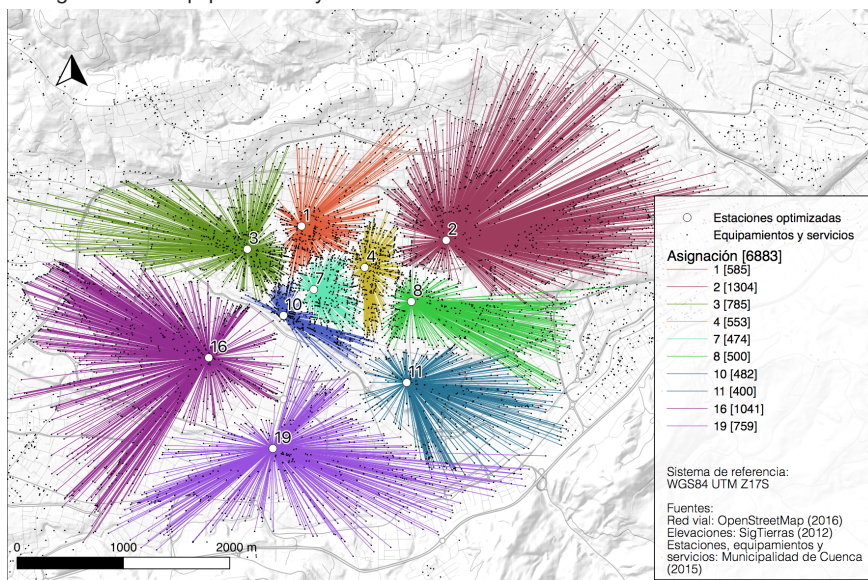 1
2
3
4
7
8
10
16
11
19
Estaciones optimizadas
Equipamientos y servicios
Asignación [6883]
1 [585]
2 [1304]
3 [785]
4 [553]
7 [474]
8 [500]
10 [482]
11 [400]
16 [1041]
19 [759]
Sistema de referencia:
WGS84 UTM Z17S
Fuentes:
Red vial: OpenStreetMap (2016)
Elevaciones: SigTierras (2012)
Estaciones, equipamientos y
servicios: Municipalidad de Cuenca
(2015)
0 1000 2000 m